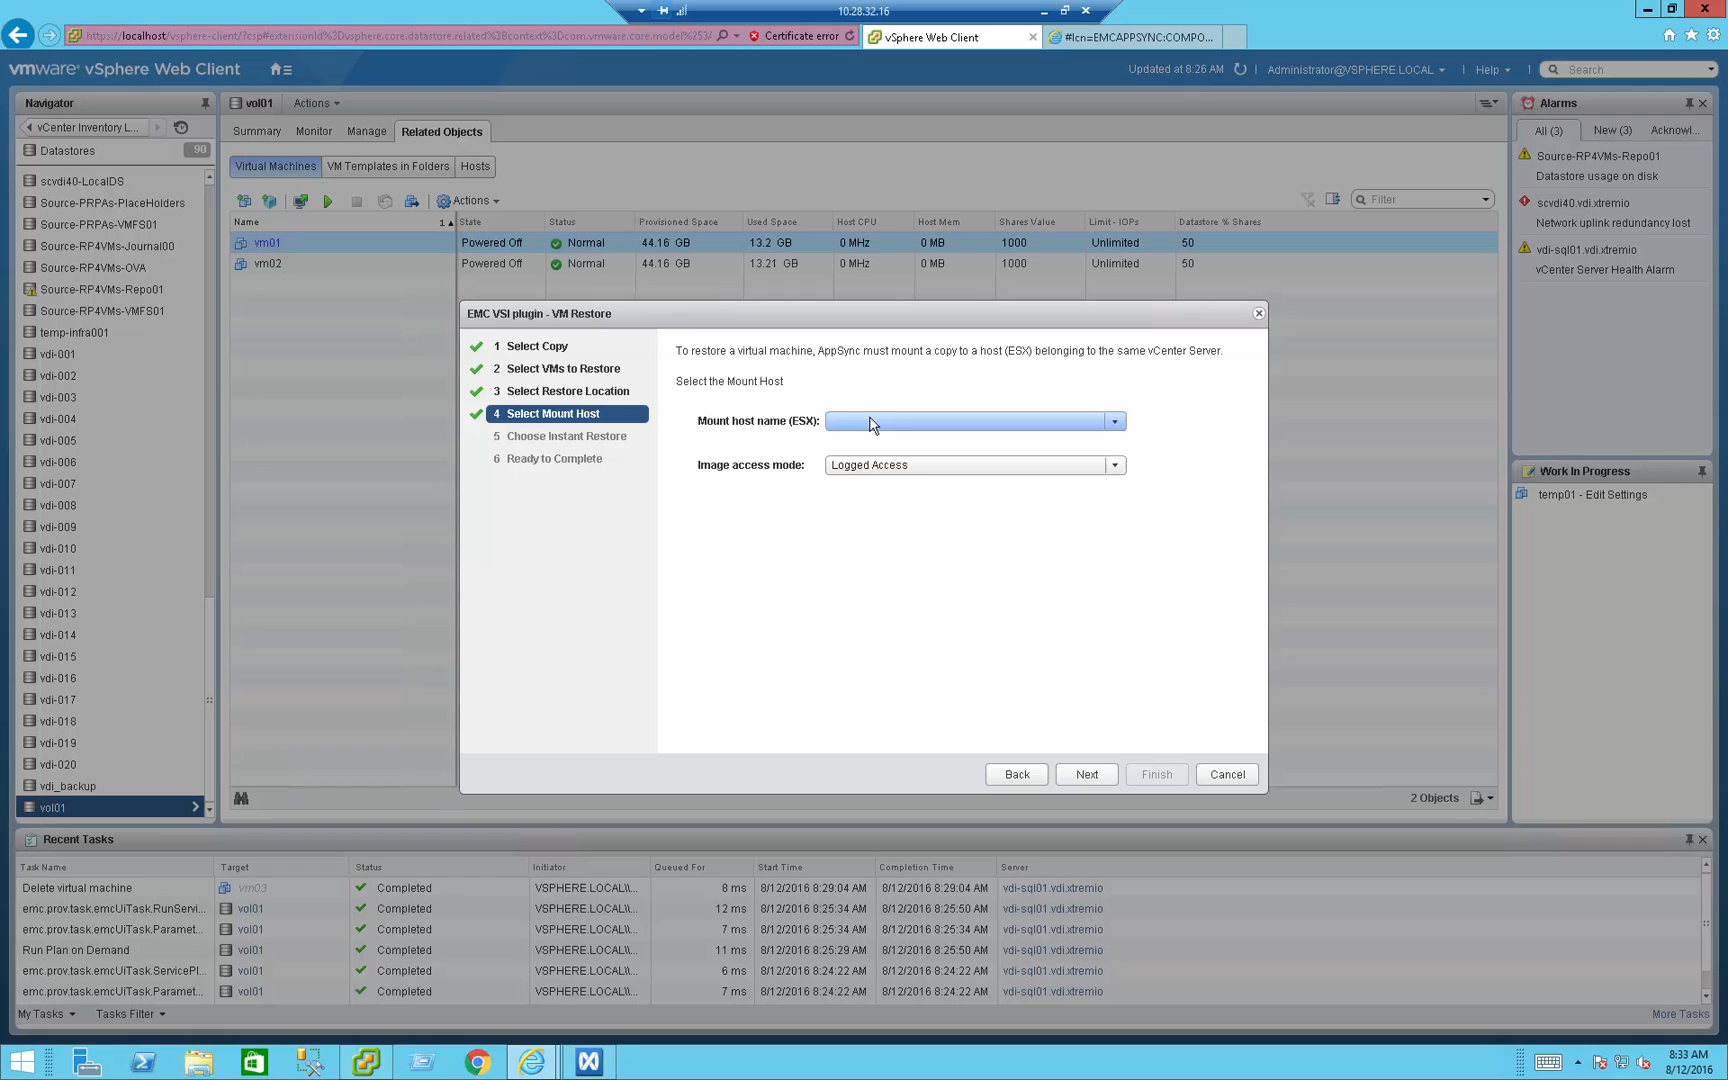 10.28.32.16
https://localhost/vsphere-client/?csp#extensionId%3Dvsphere.core.datastore.related%3Bcontext%3Dcom.vmware.core.model%253A
Certificate error
vSphere Web Client
#lcn=EMCAPPSYNC:COMPO...
vmware® vSphere Web Client
Updated at 8:26 AM
Administrator@VSPHERE.LOCAL
Help
Search
Navigator
vCenter Inventory L...
Datastores 90
scvdi40-LocalDS
Source-PRPAs-PlaceHolders
Source-PRPAs-VMFS01
Source-RP4VMs-Journal00
Source-RP4VMs-OVA
Source-RP4VMs-Repo01
Source-RP4VMs-VMFS01
temp-infra001
vdi-001
vdi-002
vdi-003
vdi-004
vdi-005
vdi-006
vdi-007
vdi-008
vdi-009
vdi-010
vdi-011
vdi-012
vdi-013
vdi-014
vdi-015
vdi-016
vdi-017
vdi-018
vdi-019
vdi-020
vdi_backup
vol01
vol01 Actions
Summary Monitor Manage Related Objects
Virtual Machines VM Templates in Folders Hosts
Actions
Filter
Name 1 State Status Provisioned Space Used Space Host CPU Host Mem Shares Value Limit - IOPs Datastore % Shares
vm01 Powered Off Normal 44.16 GB 13.2 GB 0 MHz 0 MB 1000 Unlimited 50
vm02 Powered Off Normal 44.16 GB 13.21 GB 0 MHz 0 MB 1000 Unlimited 50
EMC VSI plugin - VM Restore
1 Select Copy
2 Select VMs to Restore
3 Select Restore Location
4 Select Mount Host
5 Choose Instant Restore
6 Ready to Complete
To restore a virtual machine, AppSync must mount a copy to a host (ESX) belonging to the same vCenter Server.
Select the Mount Host
Mount host name (ESX):
Image access mode: Logged Access
Back Next Finish Cancel
2 Objects
Alarms
All (3) New (3) Acknowl...
Source-RP4VMs-Repo01
Datastore usage on disk
scvdi40.vdi.xtremio
Network uplink redundancy lost
vdi-sql01.vdi.xtremio
vCenter Server Health Alarm
Work In Progress
temp01 - Edit Settings
Recent Tasks
Task Name Target Status Initiator Queued For Start Time Completion Time Server
Delete virtual machine vm03 Completed VSPHERE.LOCAL\\... 8 ms 8/12/2016 8:29:04 AM 8/12/2016 8:29:04 AM vdi-sql01.vdi.xtremio
emc.prov.task.emcUiTask.RunServi... vol01 Completed VSPHERE.LOCAL\\... 12 ms 8/12/2016 8:25:34 AM 8/12/2016 8:25:50 AM vdi-sql01.vdi.xtremio
emc.prov.task.emcUiTask.Paramet... vol01 Completed VSPHERE.LOCAL\\... 7 ms 8/12/2016 8:25:34 AM 8/12/2016 8:25:34 AM vdi-sql01.vdi.xtremio
Run Plan on Demand vol01 Completed VSPHERE.LOCAL\\... 11 ms 8/12/2016 8:25:29 AM 8/12/2016 8:25:50 AM vdi-sql01.vdi.xtremio
emc.prov.task.emcUiTask.ServicePl... vol01 Completed VSPHERE.LOCAL\\... 6 ms 8/12/2016 8:24:22 AM 8/12/2016 8:24:22 AM vdi-sql01.vdi.xtremio
emc.prov.task.emcUiTask.Paramet... vol01 Completed VSPHERE.LOCAL\\... 7 ms 8/12/2016 8:24:22 AM 8/12/2016 8:24:22 AM vdi-sql01.vdi.xtremio
My Tasks Tasks Filter More Tasks
8:33 AM
8/12/2016